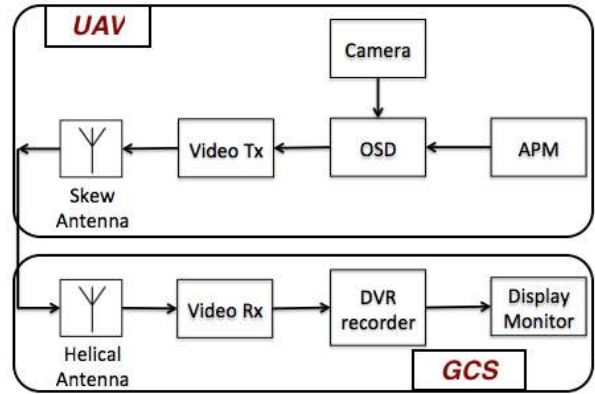 UAV
Camera
Video Tx
OSD
APM
Skew
Antenna
Video Rx
DVR
recorder
Display
Monitor
Helical
Antenna
GCS